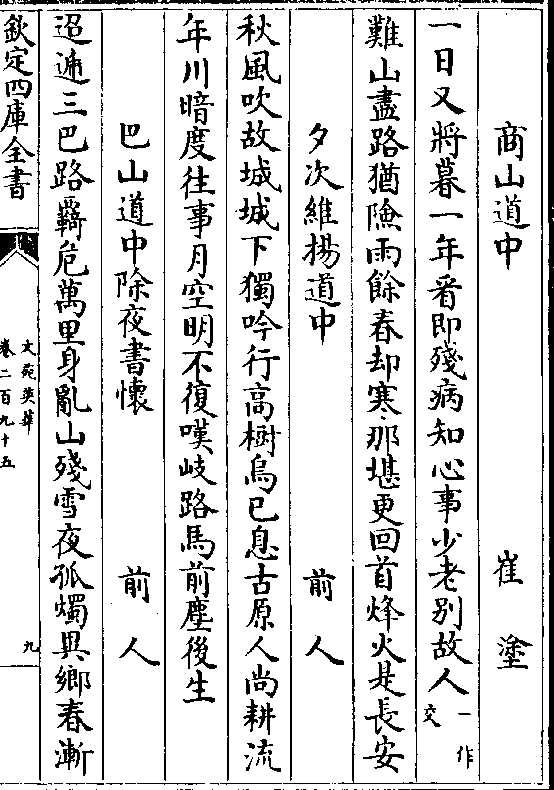 商山道中　崔塗
一日又將暮一年看即殘病知心事少老別故人一作交
難山盡路猶險雨餘春却寒那堪更回首烽火是長安
夕次維揚道中　前人
秋風吹故城城下獨吟行高樹鳥已息古原人尚耕流
年川暗度往事月空明不復嘆岐路馬前塵後生
巴山道中除夜書懷　前人
迢遞三巴路羇危萬里身亂山殘雪夜孤燭異鄉春漸
欽定四庫全書
文苑英華
卷二百九十五
九